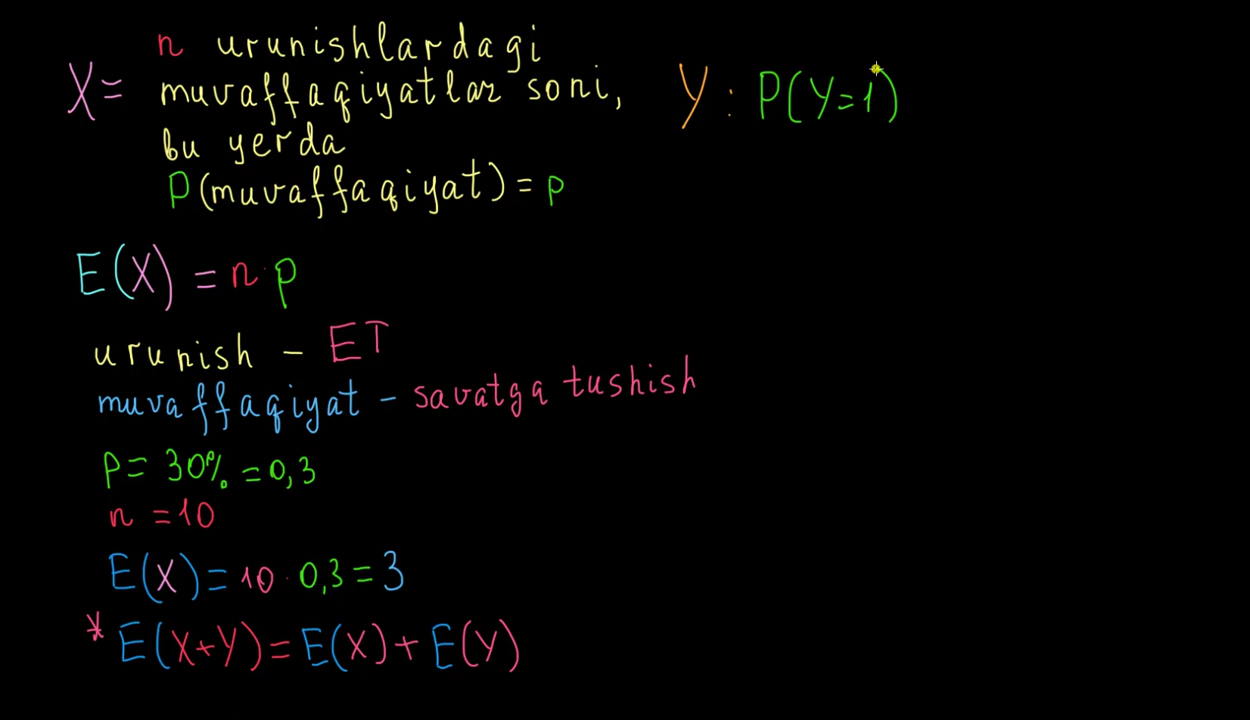 X = n urunishlardagi
muvaffaqiyatlar soni,
bu yerda
P(muvaffaqiyat) = p
E(X) = n · p
urunish - ET
muvaffaqiyat - savatga tushish
p = 30% = 0,3
n = 10
E(X) = 10 · 0,3 = 3
* E(X+Y) = E(X) + E(Y)
Y : P(Y=1)